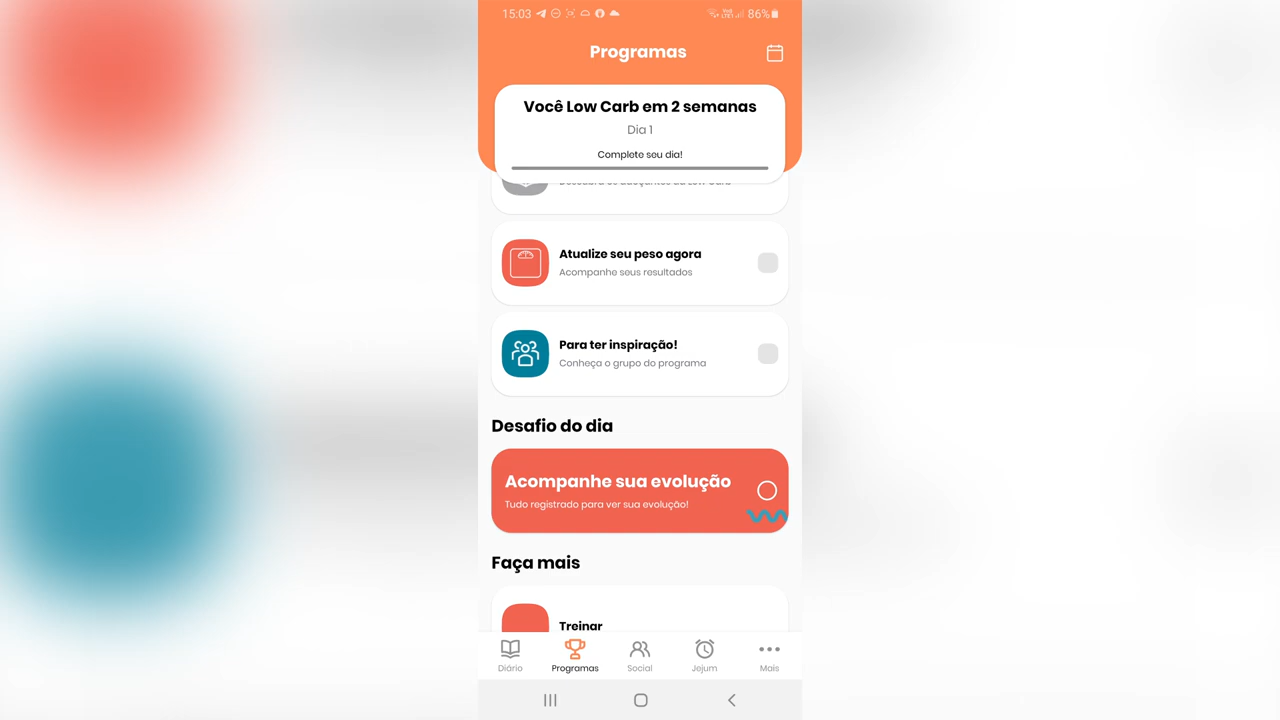 15:03
86%
Programas
Você Low Carb em 2 semanas
Dia 1
Complete seu dia!
Atualize seu peso agora
Acompanhe seus resultados
Para ter inspiração!
Conheça o grupo do programa
Desafio do dia
Acompanhe sua evolução
Tudo registrado para ver sua evolução!
Faça mais
Treinar
Diário
Programas
Social
Jejum
Mais